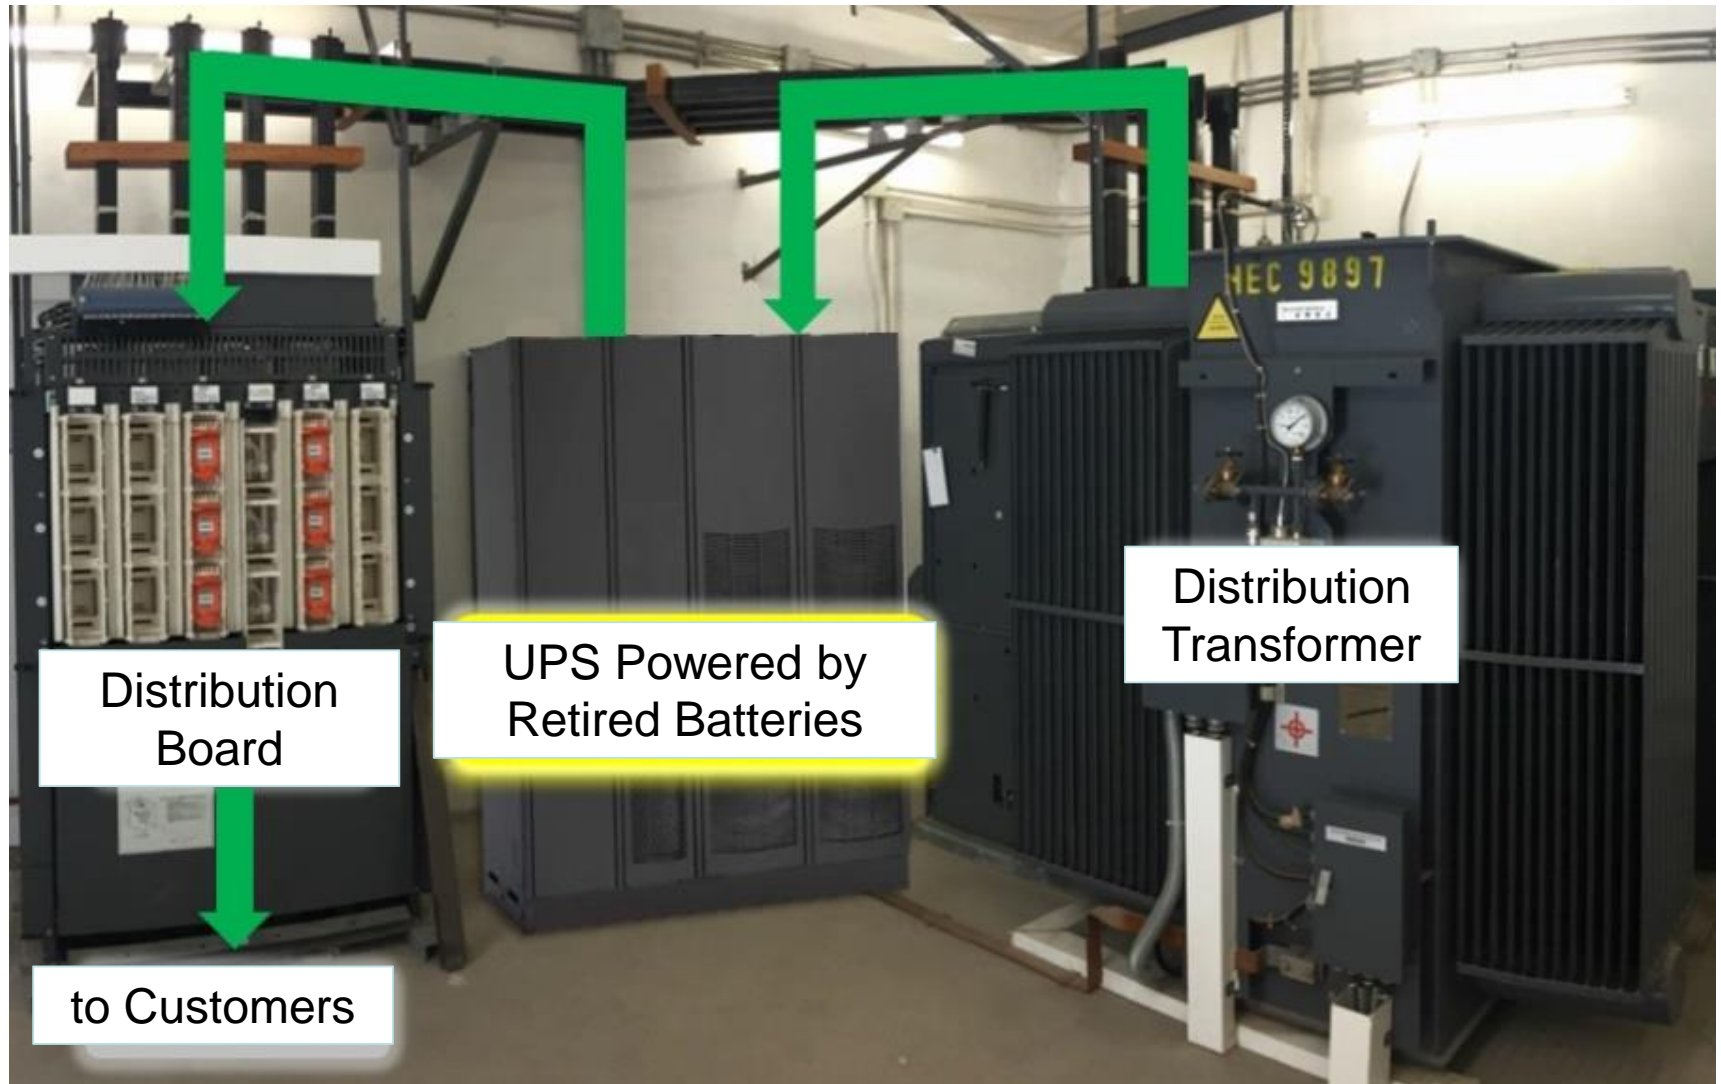 HEC 9897
Distribution
Transformer
UPS Powered by
Retired Batteries
Distribution
Board
to Customers